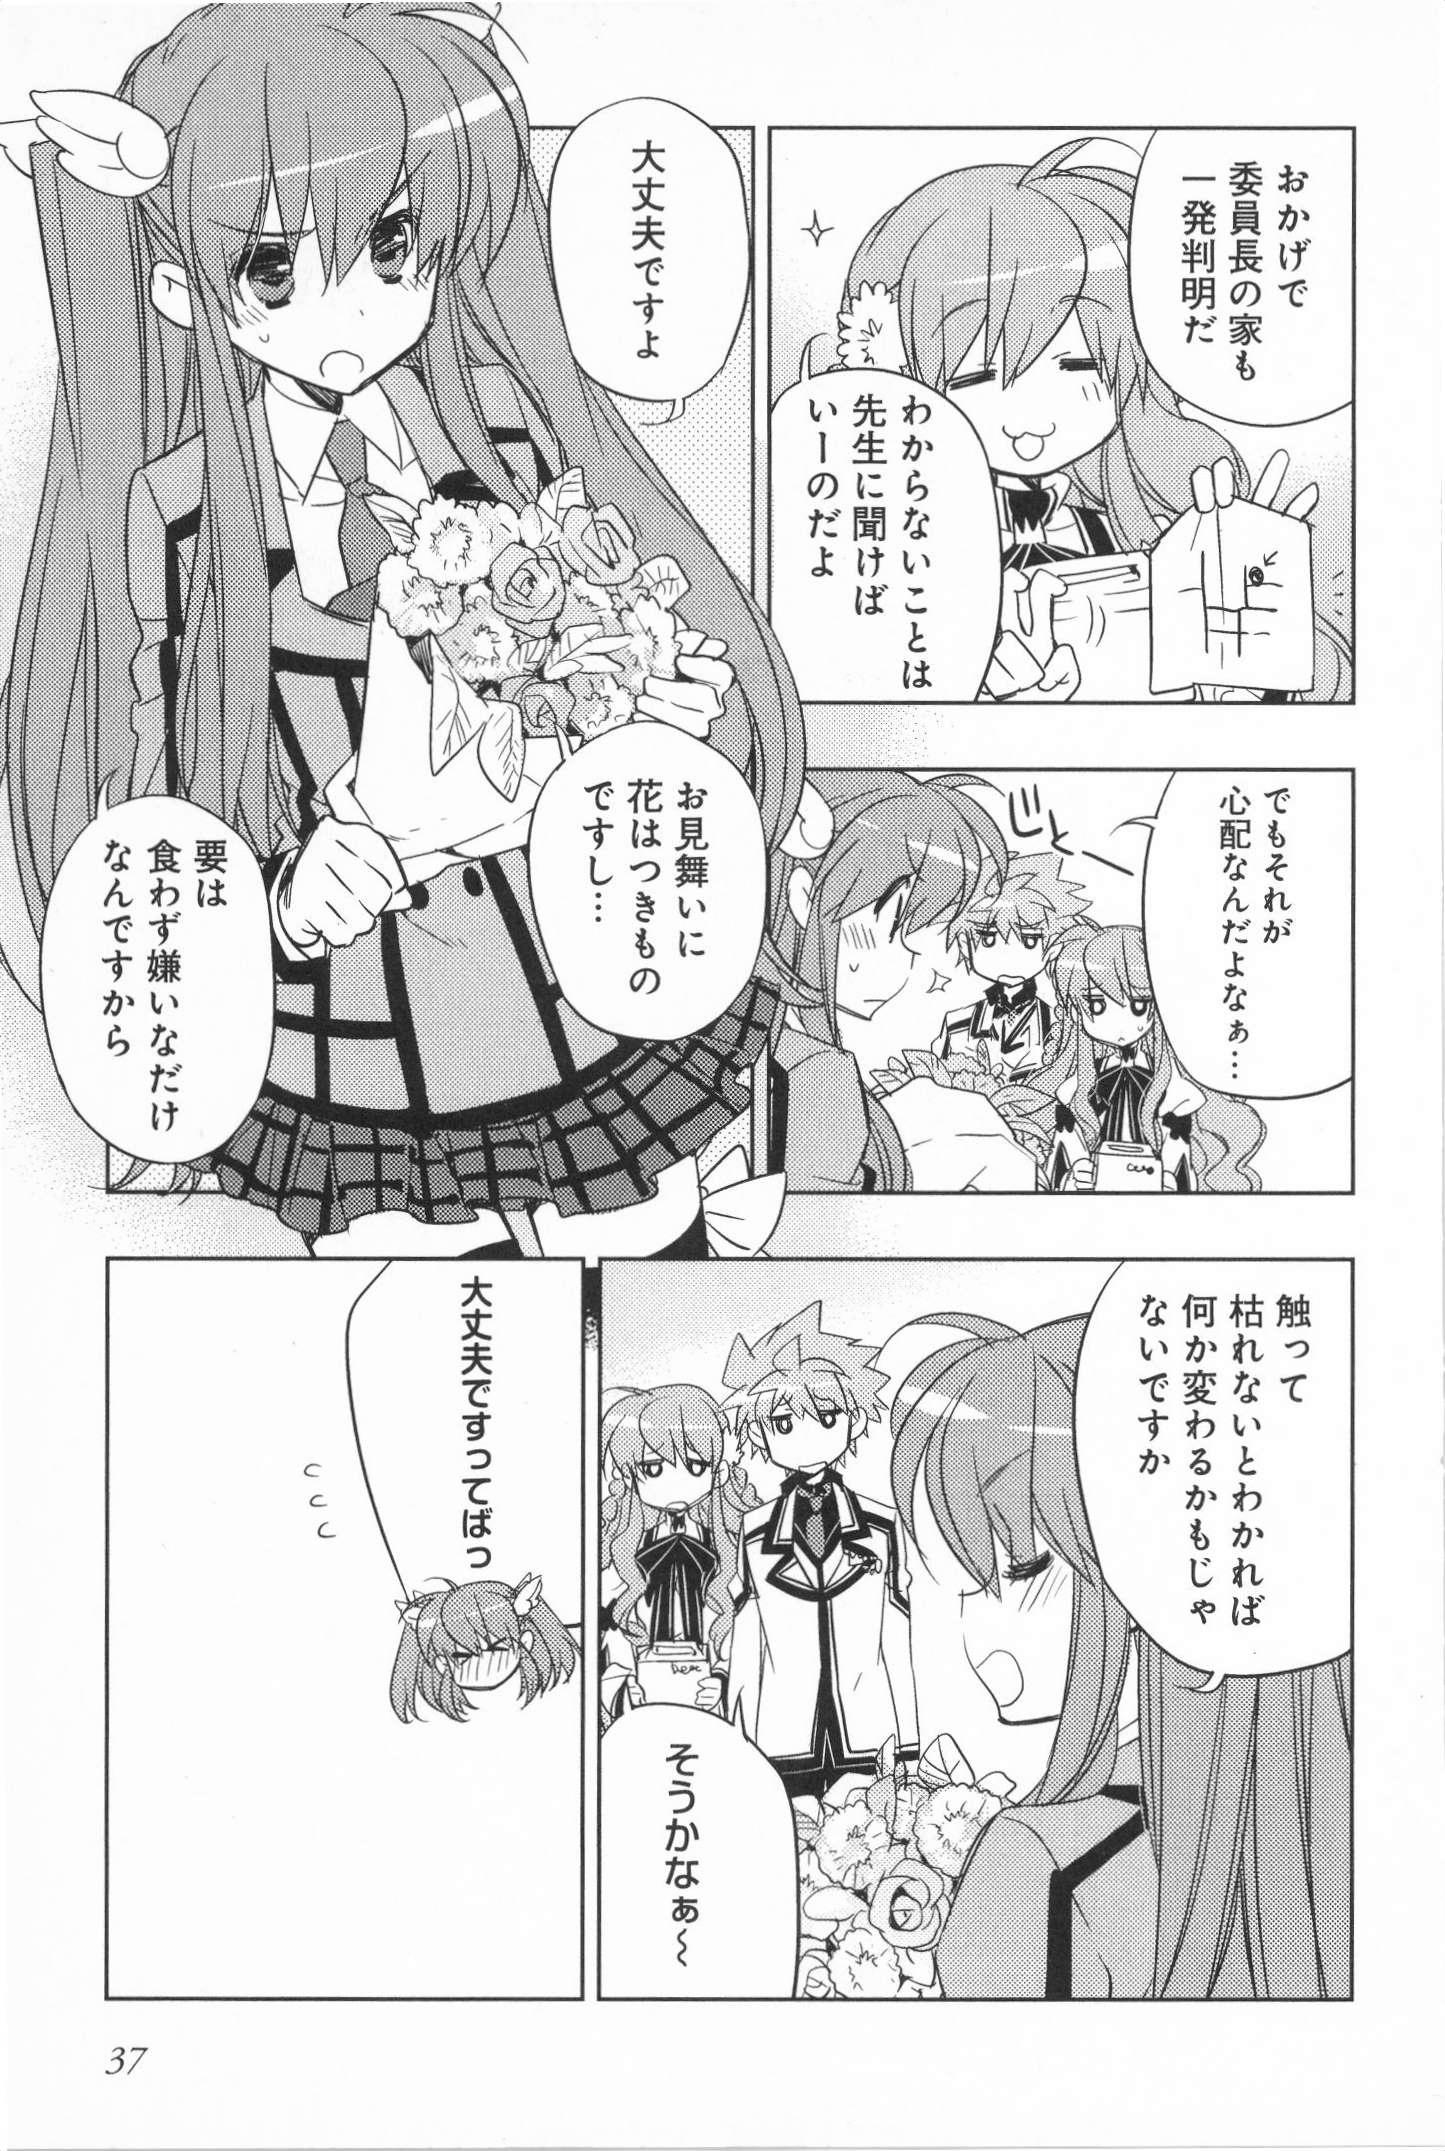 おかげで
委員長の家も
一発判明だ
わからないことは
先生に聞けば
いーのだよ
でもそれが
心配なんだよなぁ…
大丈夫ですよ
お見舞いに
花はつきもの
ですし…
要は
食わず嫌いなだけ
なんですから
触って
枯れないとわかれば
何か変わるかもじゃ
ないですか
そうかなぁ～
大丈夫ですってばっ
37